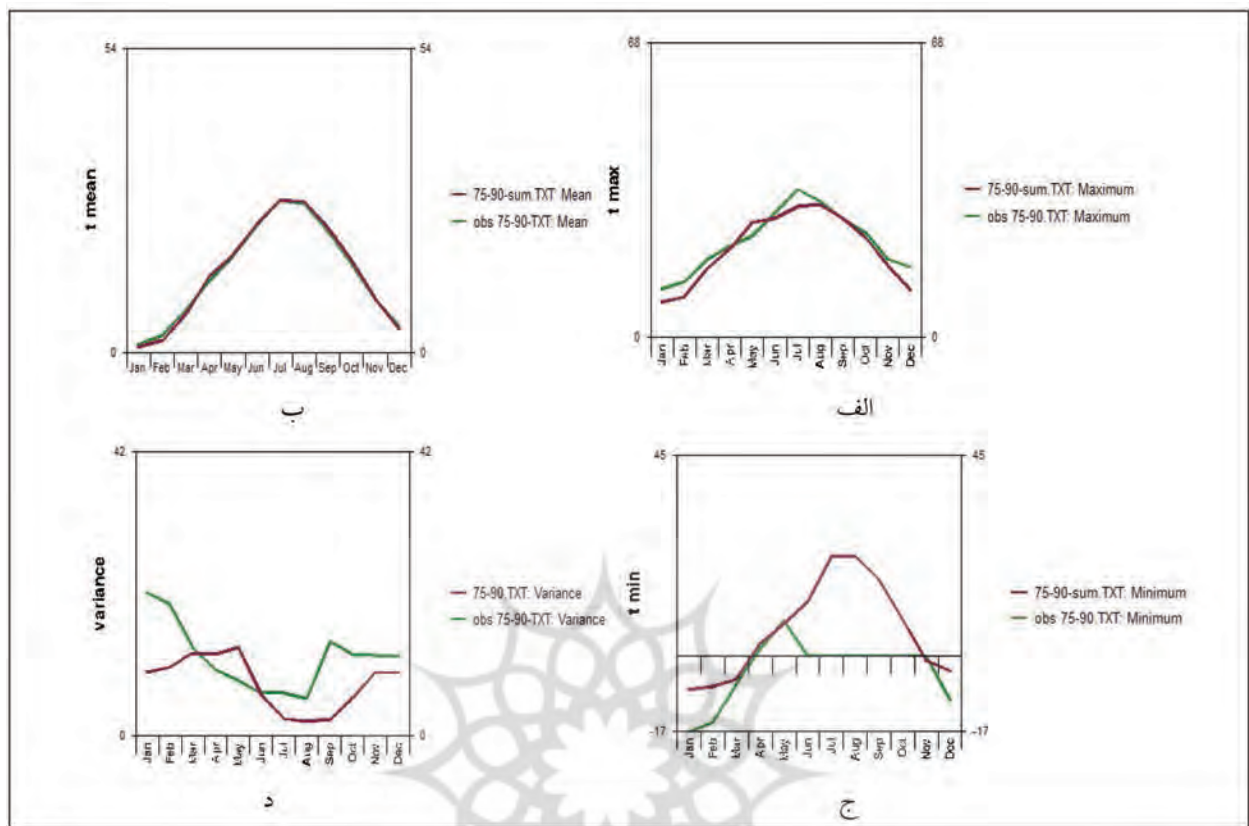 54
54
t mean
75-90-sum.TXT: Mean
obs 75-90-TXT: Mean
0
0
Jan Feb Mar Apr May Jun Jul Aug Sep Oct Nov Dec
ب
68
68
t max
75-90-sum.TXT: Maximum
obs 75-90.TXT: Maximum
0
0
Jan Feb Mar Apr May Jun Jul Aug Sep Oct Nov Dec
الف
42
42
variance
75-90.TXT: Variance
obs 75-90-TXT: Variance
0
0
Jan Feb Mar Apr May Jun Jul Aug Sep Oct Nov Dec
د
45
45
t min
75-90-sum.TXT: Minimum
obs 75-90.TXT: Minimum
-17
-17
Jan Feb Mar Apr May Jun Jul Aug Sep Oct Nov Dec
ج